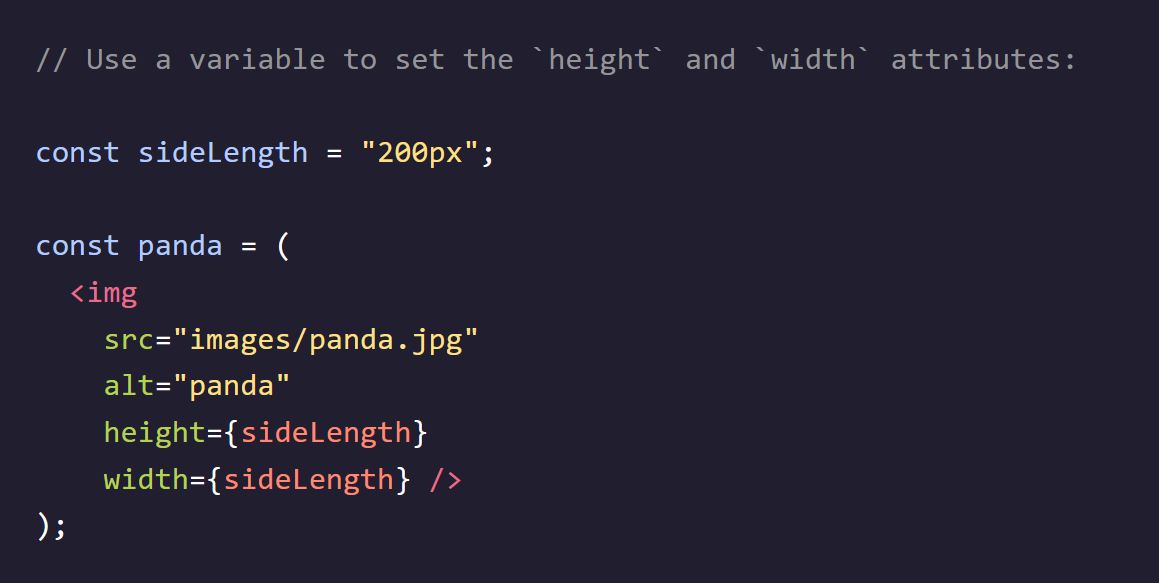 // Use a variable to set the `height` and `width` attributes:
const sideLength = "200px";
const panda = (
  <img
    src="images/panda.jpg"
    alt="panda"
    height={sideLength}
    width={sideLength} />
);